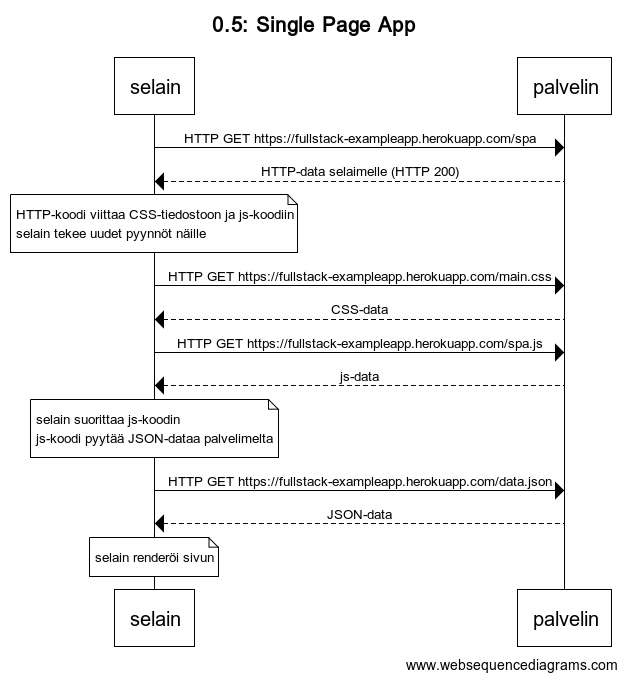 0.5: Single Page App
selain
palvelin
HTTP GET https://fullstack-exampleapp.herokuapp.com/spa
HTTP-data selaimelle (HTTP 200)
HTTP-koodi viittaa CSS-tiedostoon ja js-koodiin
selain tekee uudet pyynnöt näille
HTTP GET https://fullstack-exampleapp.herokuapp.com/main.css
CSS-data
HTTP GET https://fullstack-exampleapp.herokuapp.com/spa.js
js-data
selain suorittaa js-koodin
js-koodi pyytää JSON-dataa palvelimelta
HTTP GET https://fullstack-exampleapp.herokuapp.com/data.json
JSON-data
selain renderöi sivun
selain
palvelin
www.websequencediagrams.com